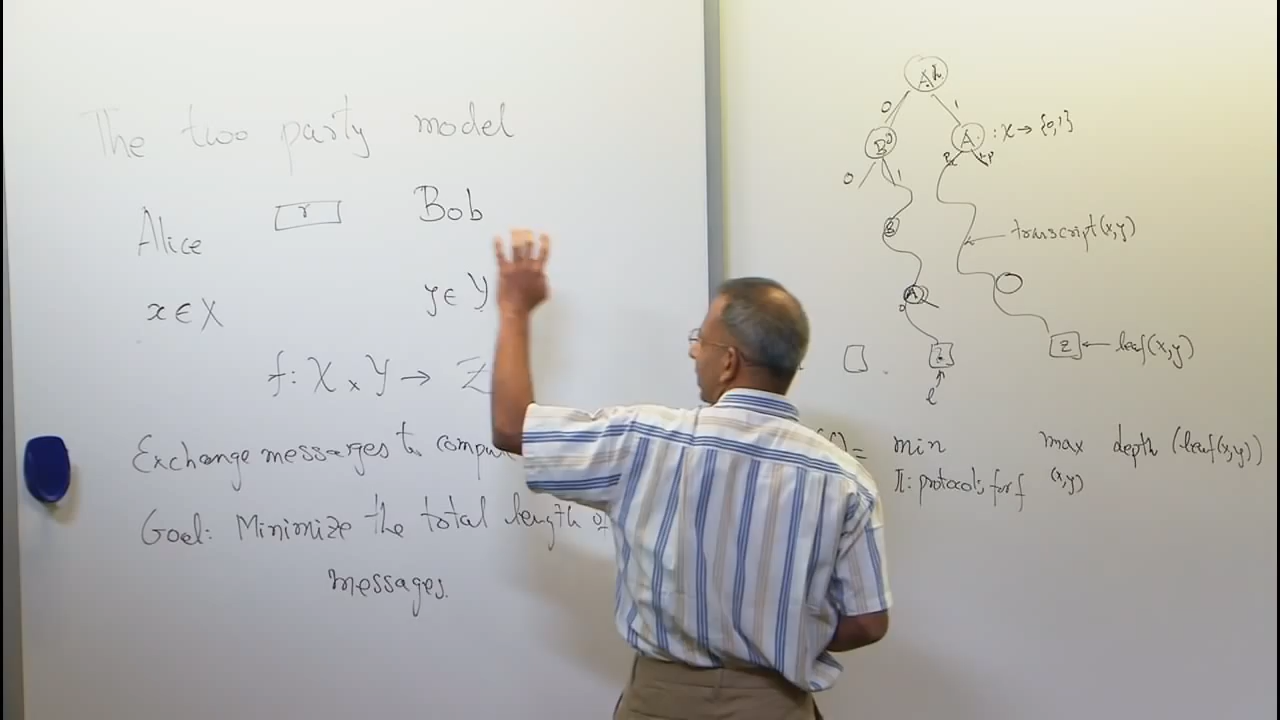 The two party model
Alice r Bob
x ∈ X y ∈ Y
f: X × Y → Z
Exchange messages to
Goal: Minimize the total length of
messages.
0 1
A : X → {0,1}
0 1
B
transcript(x,y)
A
0
z ← leaf(x,y)
l
= min max depth (leaf(x,y))
Π: protocols for f (x,y)